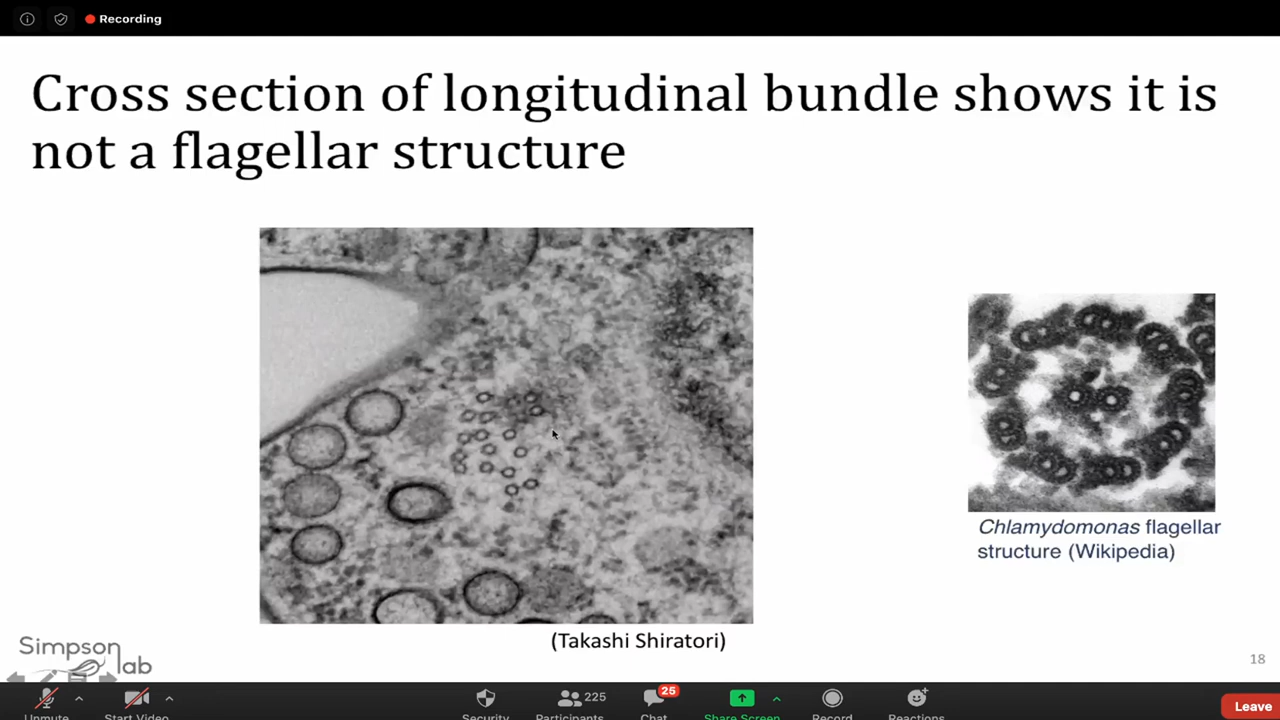 Recording
Cross section of longitudinal bundle shows it is
not a flagellar structure
Chlamydomonas flagellar
structure (Wikipedia)
(Takashi Shiratori)
Simpson
lab
18
Unmute
Start Video
Security
225
Participants
25
Chat
Share Screen
Record
Reactions
Leave